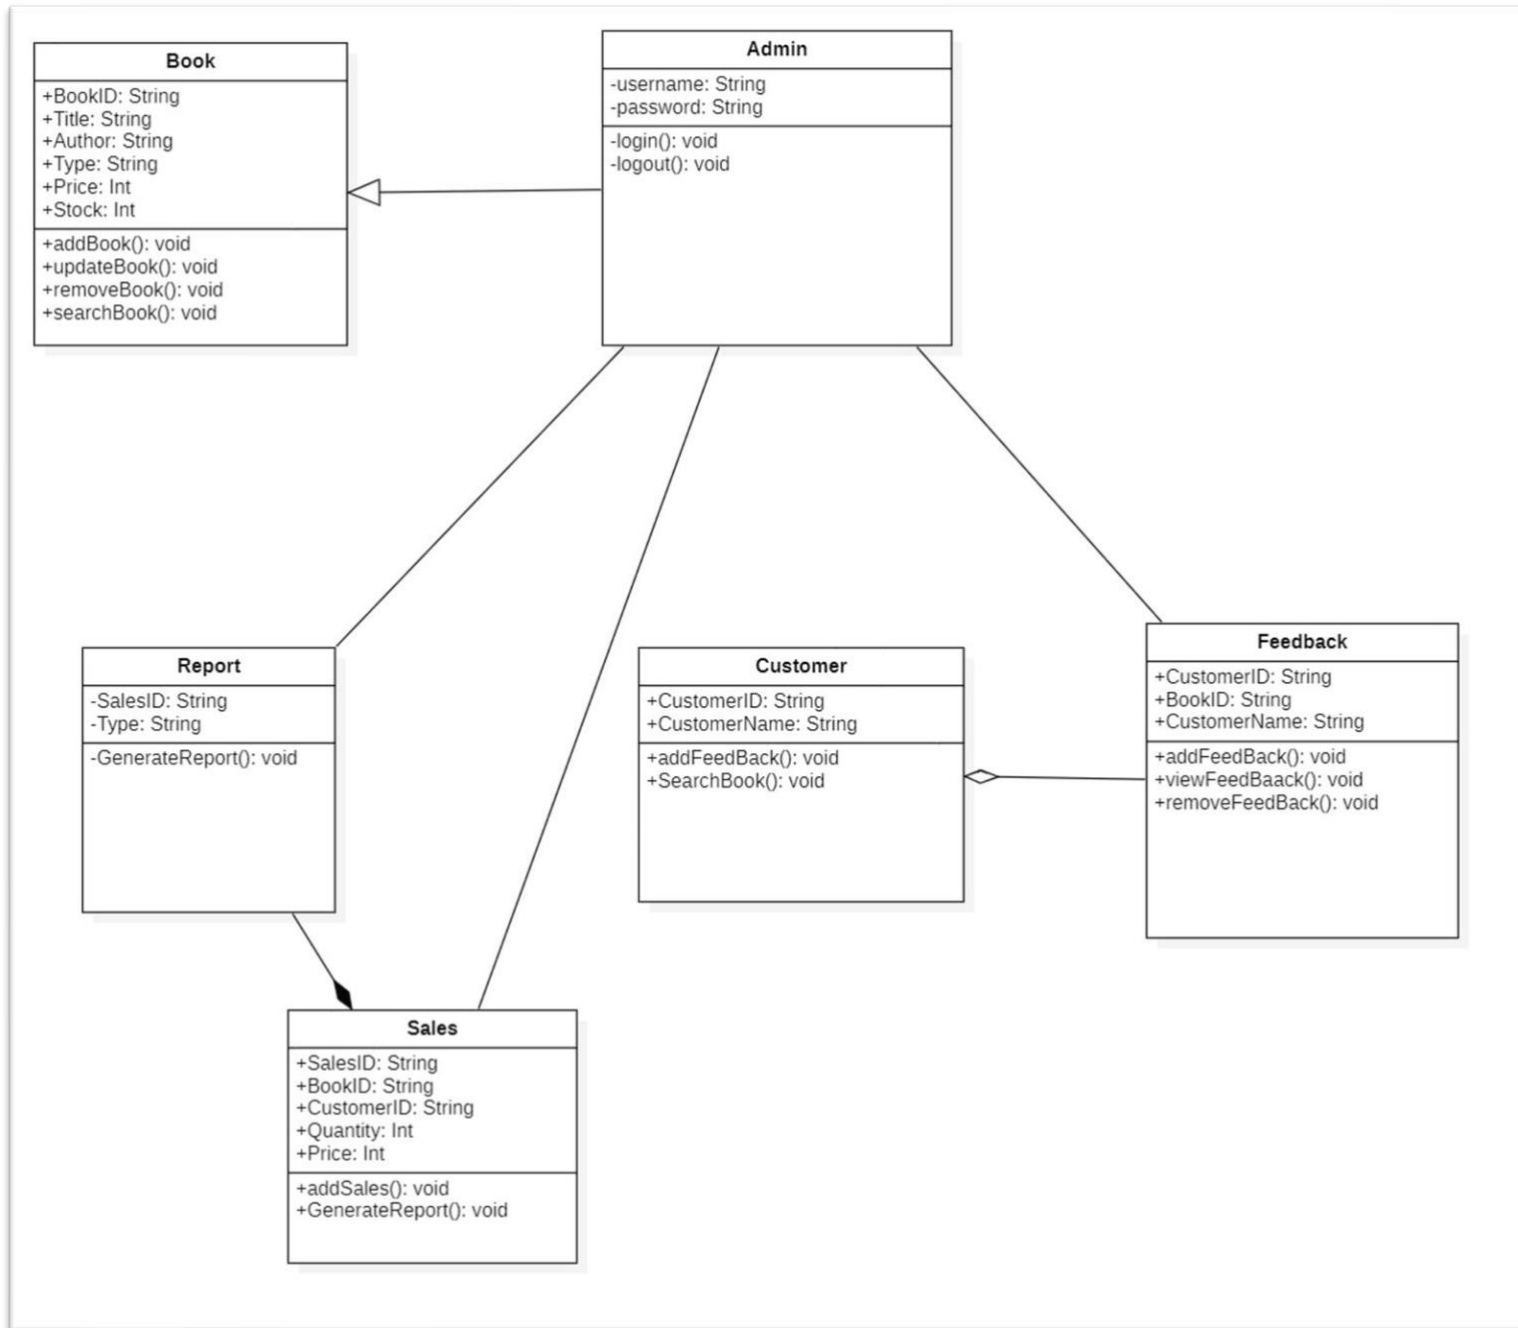 Book
+BookID: String
+Title: String
+Author: String
+Type: String
+Price: Int
+Stock: Int
+addBook(): void
+updateBook(): void
+removeBook(): void
+searchBook(): void
Admin
-username: String
-password: String
-login(): void
-logout(): void
Report
-SalesID: String
-Type: String
-GenerateReport(): void
Customer
+CustomerID: String
+CustomerName: String
+addFeedBack(): void
+SearchBook(): void
Feedback
+CustomerID: String
+BookID: String
+CustomerName: String
+addFeedBack(): void
+viewFeedBaack(): void
+removeFeedBack(): void
Sales
+SalesID: String
+BookID: String
+CustomerID: String
+Quantity: Int
+Price: Int
+addSales(): void
+GenerateReport(): void